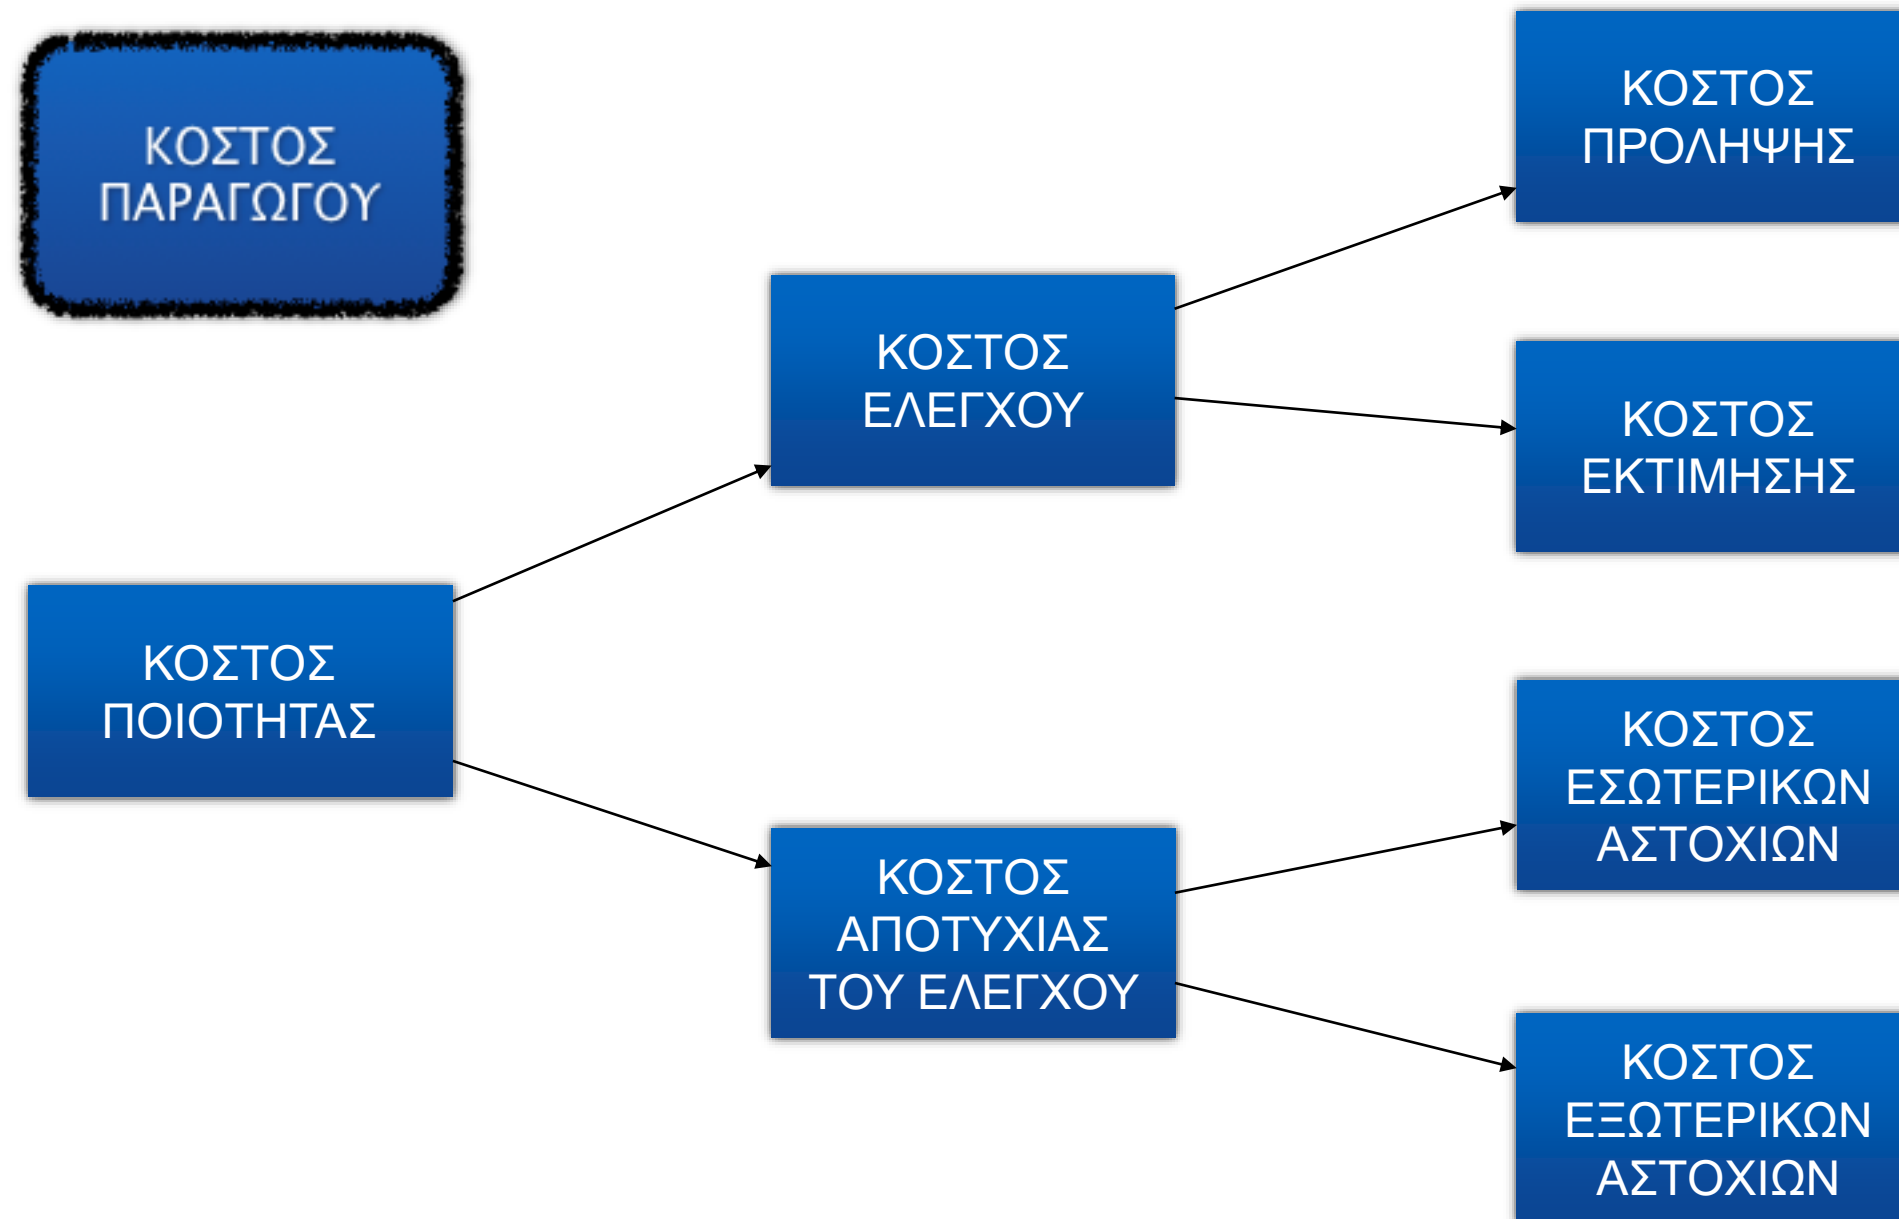 ΚΟΣΤΟΣ
ΠΑΡΑΓΩΓΟΥ
ΚΟΣΤΟΣ
ΠΟΙΟΤΗΤΑΣ
ΚΟΣΤΟΣ
ΕΛΕΓΧΟΥ
ΚΟΣΤΟΣ
ΑΠΟΤΥΧΙΑΣ
ΤΟΥ ΕΛΕΓΧΟΥ
ΚΟΣΤΟΣ
ΠΡΟΛΗΨΗΣ
ΚΟΣΤΟΣ
ΕΚΤΙΜΗΣΗΣ
ΚΟΣΤΟΣ
ΕΣΩΤΕΡΙΚΩΝ
ΑΣΤΟΧΙΩΝ
ΚΟΣΤΟΣ
ΕΞΩΤΕΡΙΚΩΝ
ΑΣΤΟΧΙΩΝ